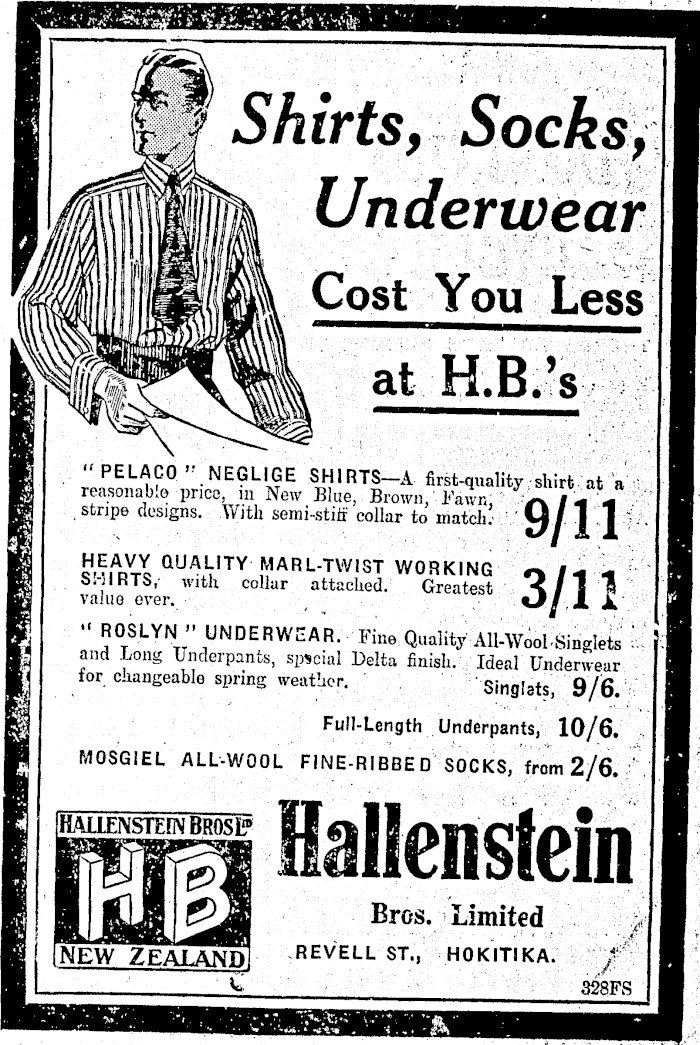 Shirts, Socks,
Underwear
Cost You Less
at H.B.'s
"PELACO" NEGLIGE SHIRTS—A first-quality shirt at a
reasonable price, in New Blue, Brown, Fawn,
stripe designs. With semi-stiff collar to match.
9/11
HEAVY QUALITY MARL-TWIST WORKING
SHIRTS, with collar attached. Greatest
value ever.
3/11
"ROSLYN" UNDERWEAR. Fine Quality All-Wool Singlets
and Long Underpants, special Delta finish. Ideal Underwear
for changeable spring weather.
Singlets, 9/6.
Full-Length Underpants, 10/6.
MOSGIEL ALL-WOOL FINE-RIBBED SOCKS, from 2/6.
HALLENSTEIN BROS LD
HB
NEW ZEALAND
Hallenstein
Bros. Limited
REVELL ST., HOKITIKA.
328FS